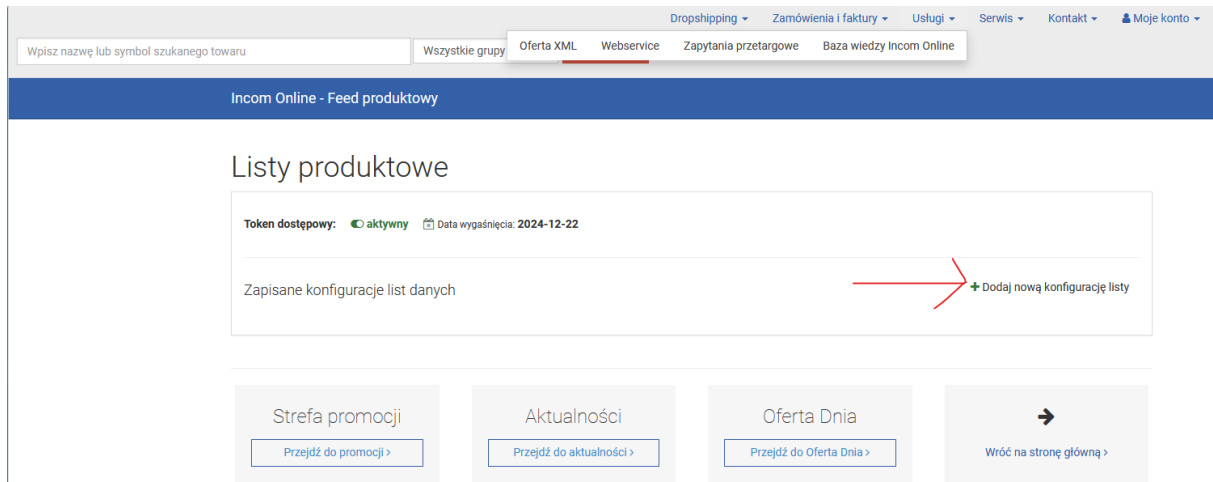 Dropshipping Zamówienia i faktury Usługi Serwis Kontakt Moje konto
Wpisz nazwę lub symbol szukanego towaru Wszystkie grupy Oferta XML Webservice Zapytania przetargowe Baza wiedzy Incom Online
Incom Online - Feed produktowy
Listy produktowe
Token dostępowy: aktywny Data wygaśnięcia: 2024-12-22
Zapisane konfiguracje list danych + Dodaj nową konfigurację listy
Strefa promocji Aktualności Oferta Dnia
Przejdź do promocji > Przejdź do aktualności > Przejdź do Oferta Dnia > Wróć na stronę główną >